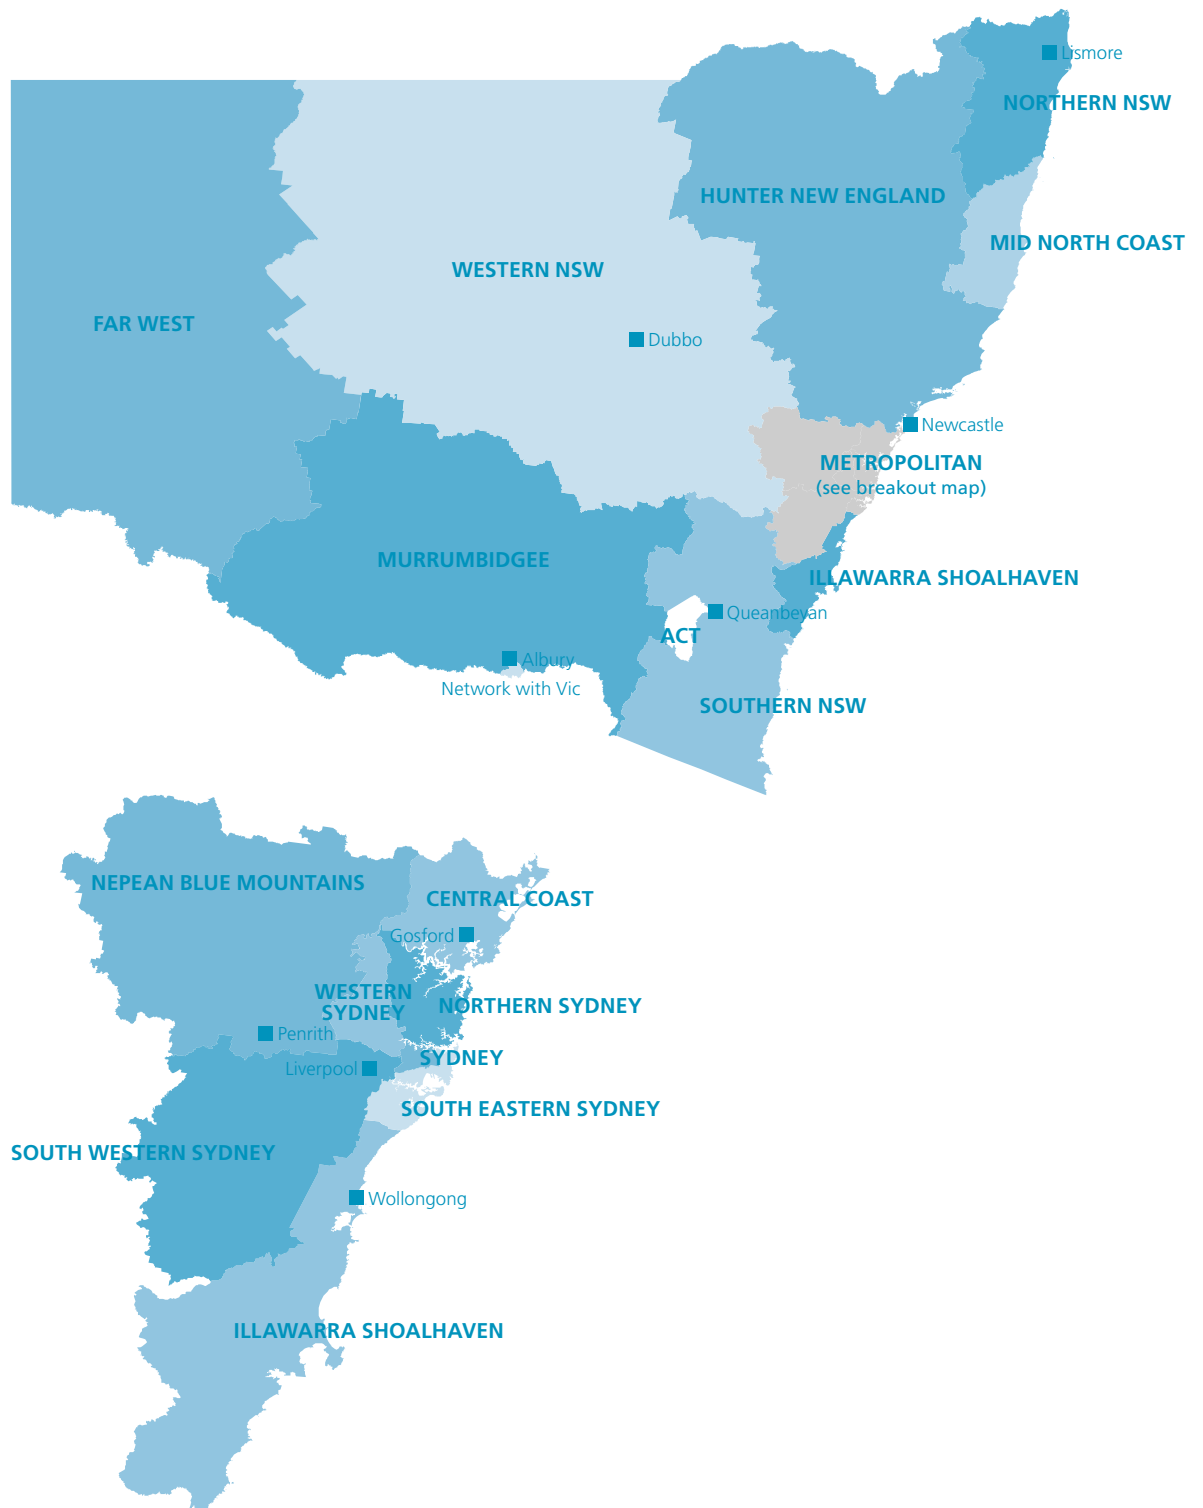 Lismore
NORTHERN NSW
HUNTER NEW ENGLAND
MID NORTH COAST
WESTERN NSW
FAR WEST
Dubbo
Newcastle
METROPOLITAN
(see breakout map)
MURRUMBIDGEE
ILLAWARRA SHOALHAVEN
Queanbeyan
ACT
Albury
Network with Vic
SOUTHERN NSW
NEPEAN BLUE MOUNTAINS
CENTRAL COAST
Gosford
WESTERN
SYDNEY
NORTHERN SYDNEY
Penrith
SYDNEY
Liverpool
SOUTH EASTERN SYDNEY
SOUTH WESTERN SYDNEY
Wollongong
ILLAWARRA SHOALHAVEN